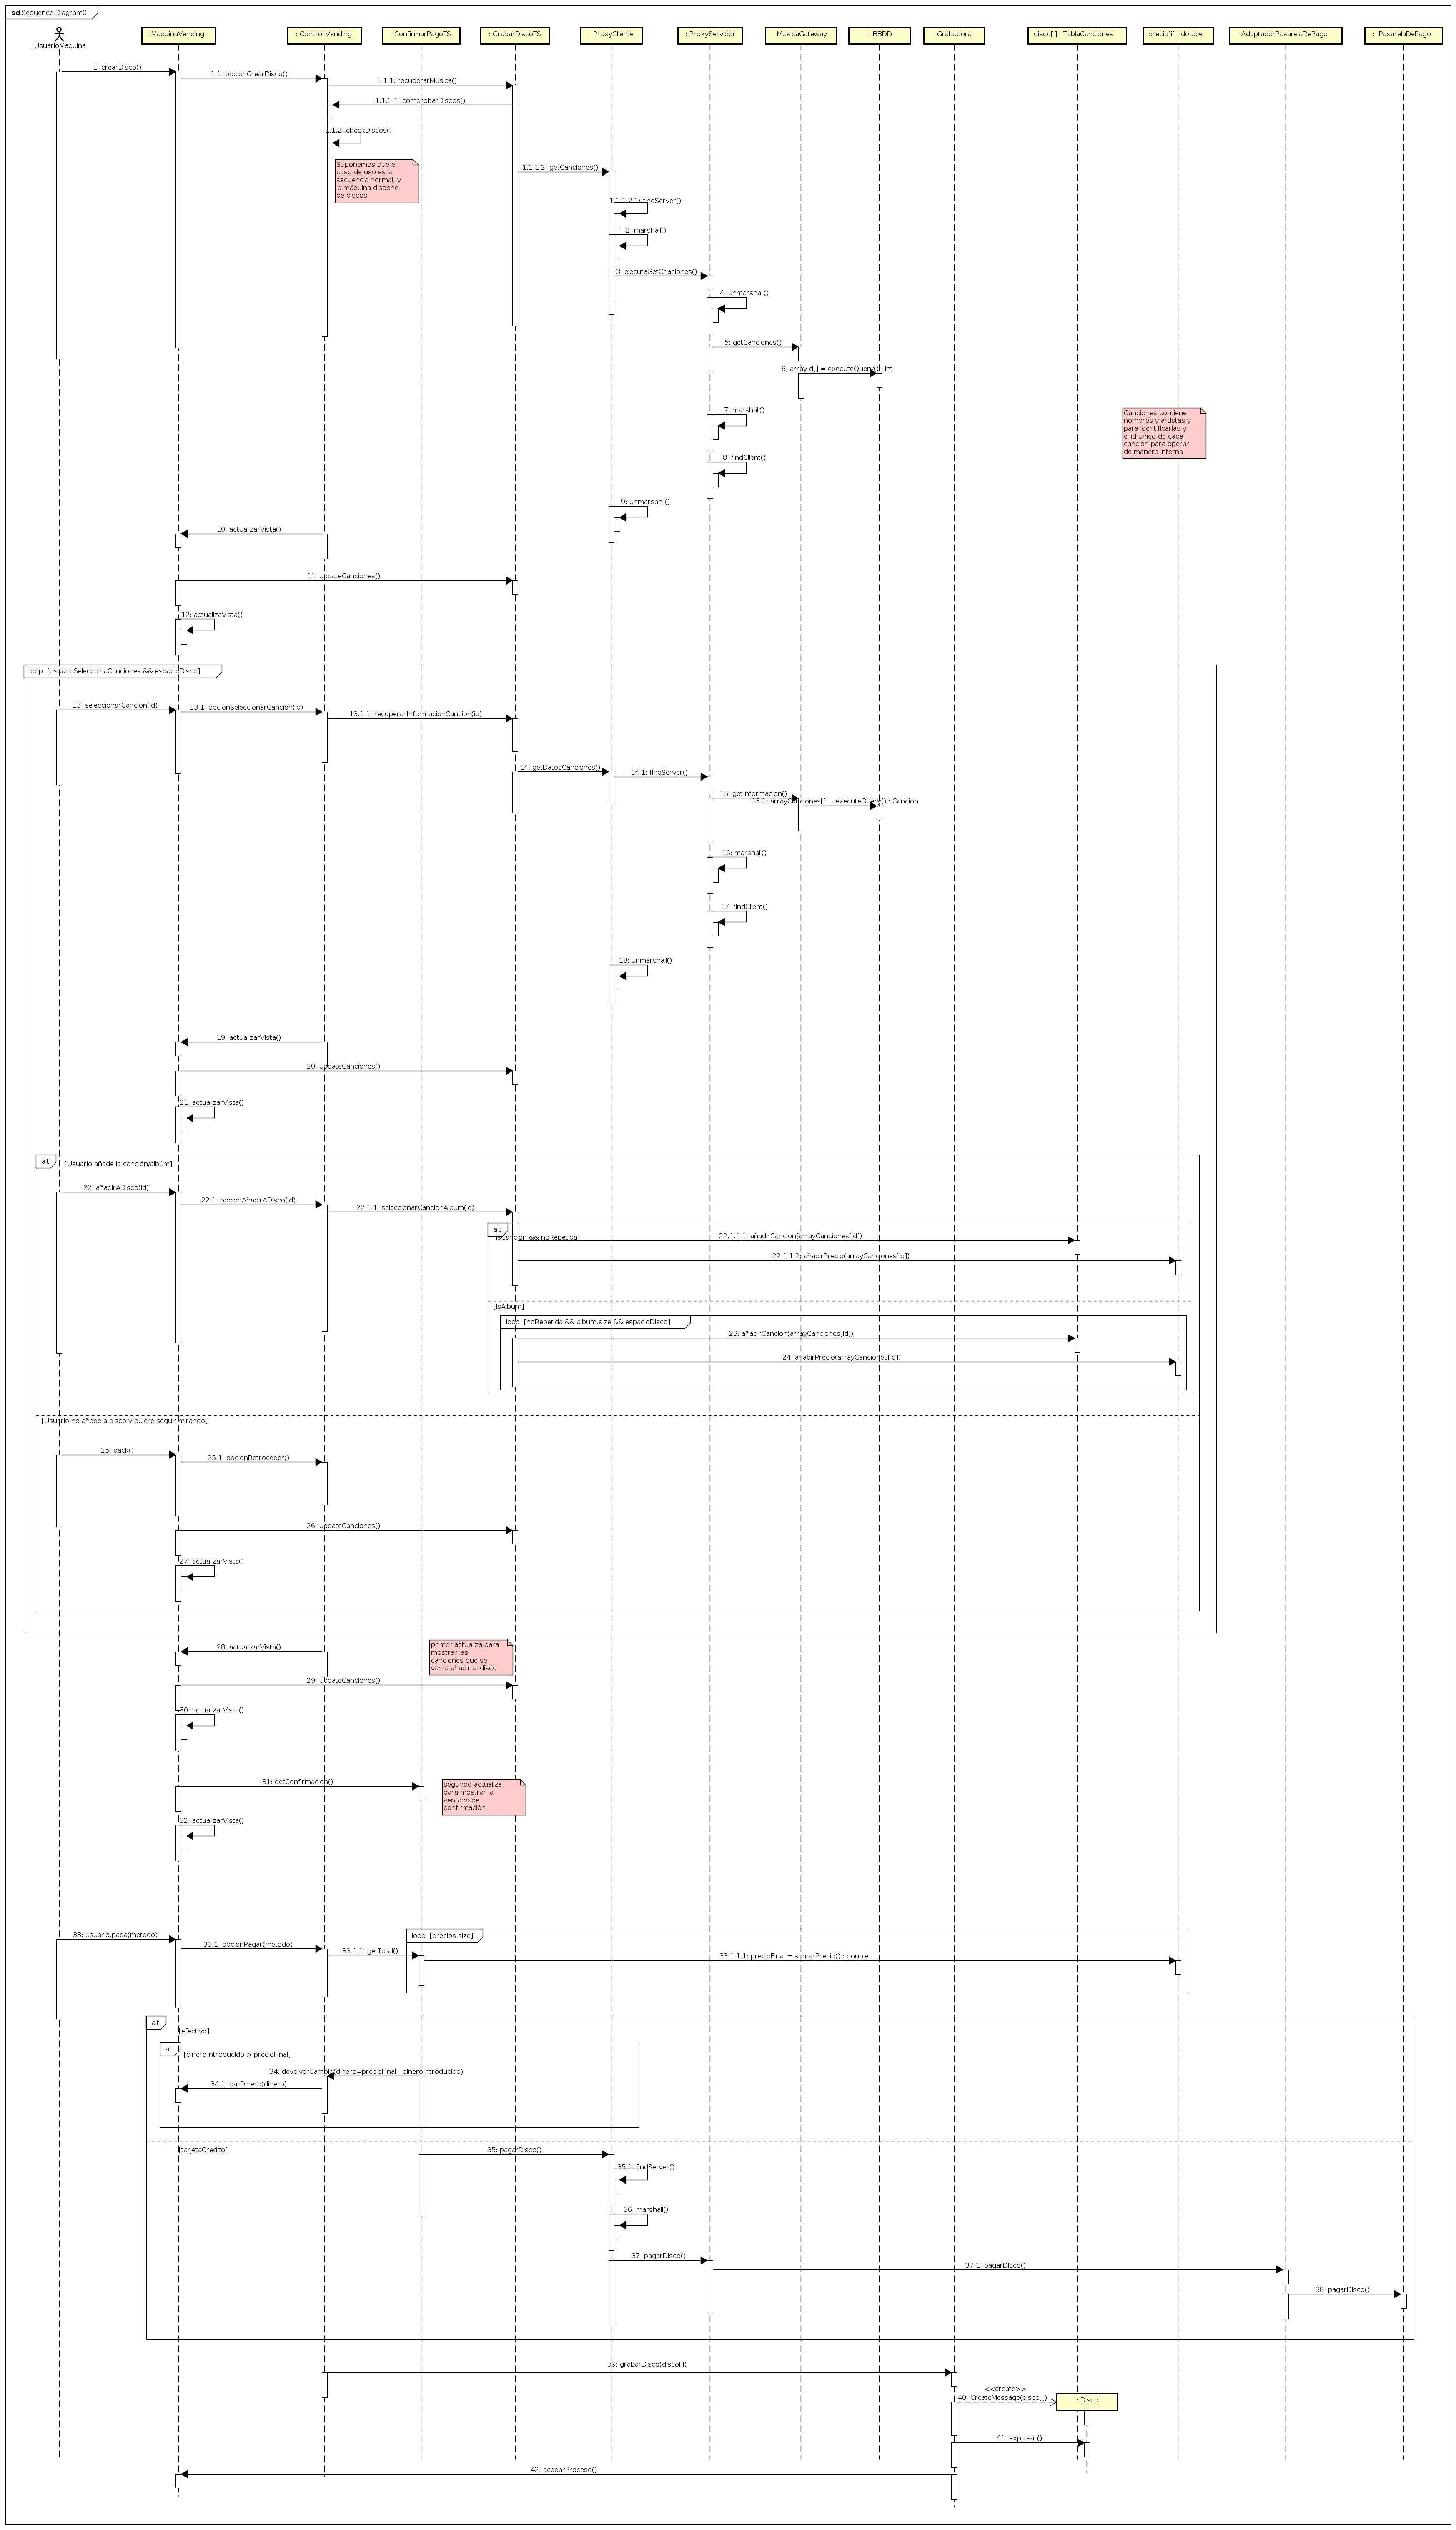 sd Sequence Diagram0
: UsuarioMaquina
: MaquinaVending
: Control Vending
: ConfirmarPagoTS
: GrabarDiscoTS
: ProxyCliente
: ProxyServidor
: MusicaGateway
: BBDD
IGrabadora
disco[i] : TablaCanciones
precio[i] : double
: AdaptadorPasarelaDePago
: IPasarelaDePago
1: crearDisco()
1.1: opcionCrearDisco()
1.1.1: recuperarMusica()
1.1.1.1: comprobarDiscos()
1.1.2: checkDiscos()
Suponemos que el
caso de uso es la
secuencia normal, y
la máquina dispone
de discos
1.1.1.2: getCanciones()
1.1.1.2.1: findServer()
2: marshall()
3: ejecutaGetCnaciones()
4: unmarshall()
5: getCanciones()
6: arrayId[] = executeQuery() : int
7: marshall()
Canciones contiene
nombres y artistas y
para identificarias y
el id unico de cada
cancion para operar
de manera interna
8: findClient()
9: unmarsahll()
10: actualizarVista()
11: updateCanciones()
12: actualizaVista()
loop [usuarioSeleccoinaCanciones && espacioDisco]
13: seleccionarCancion(id)
13.1: opcionSeleccionarCancion(id)
13.1.1: recuperarInformacionCancion(id)
14: getDatosCanciones()
14.1: findServer()
15: getInformacion()
15.1: arrayCanciones[] = executeQuery() : Cancion
16: marshall()
17: findClient()
18: unmarshall()
19: actualizarVista()
20: updateCanciones()
21: actualizarVista()
alt
[Usuario añade la canción/albúm]
22: añadirADisco(id)
22.1: opcionAñadirADisco(id)
22.1.1: seleccionarCancionAlbum(id)
alt
[isCancion && noRepetida]
22.1.1.1: añadirCancion(arrayCanciones[id])
22.1.1.2: añadirPrecio(arrayCanciones[id])
[isAlbum]
loop [noRepetida && album.size && espacioDisco]
23: añadirCancion(arrayCanciones[id])
24: añadirPrecio(arrayCanciones[id])
[Usuario no añade a disco y quiere seguir mirando]
25: back()
25.1: opcionRetroceder()
26: updateCanciones()
27: actualizarVista()
28: actualizarVista()
primer actualiza para
mostrar las
canciones que se
van a añadir al disco
29: updateCanciones()
30: actualizarVista()
31: getConfirmacion()
segundo actualiza
para mostrar la
ventana de
confirmación
32: actualizarVista()
33: usuario.paga(metodo)
33.1: opcionPagar(metodo)
loop [precios.size]
33.1.1: getTotal()
33.1.1.1: precioFinal = sumarPrecio() : double
alt
[efectivo]
alt
[dineroIntroducido > precioFinal]
34: devolverCambio(dinero=precioFinal - dineroIntroducido)
34.1: darDinero(dinero)
[tarjetaCredito]
35: pagarDisco()
35.1: findServer()
36: marshall()
37: pagarDisco()
37.1: pagarDisco()
38: pagarDisco()
39: grabarDisco(disco[])
<<create>>
40: CreateMessage(disco[])
: Disco
41: expulsar()
42: acabarProceso()